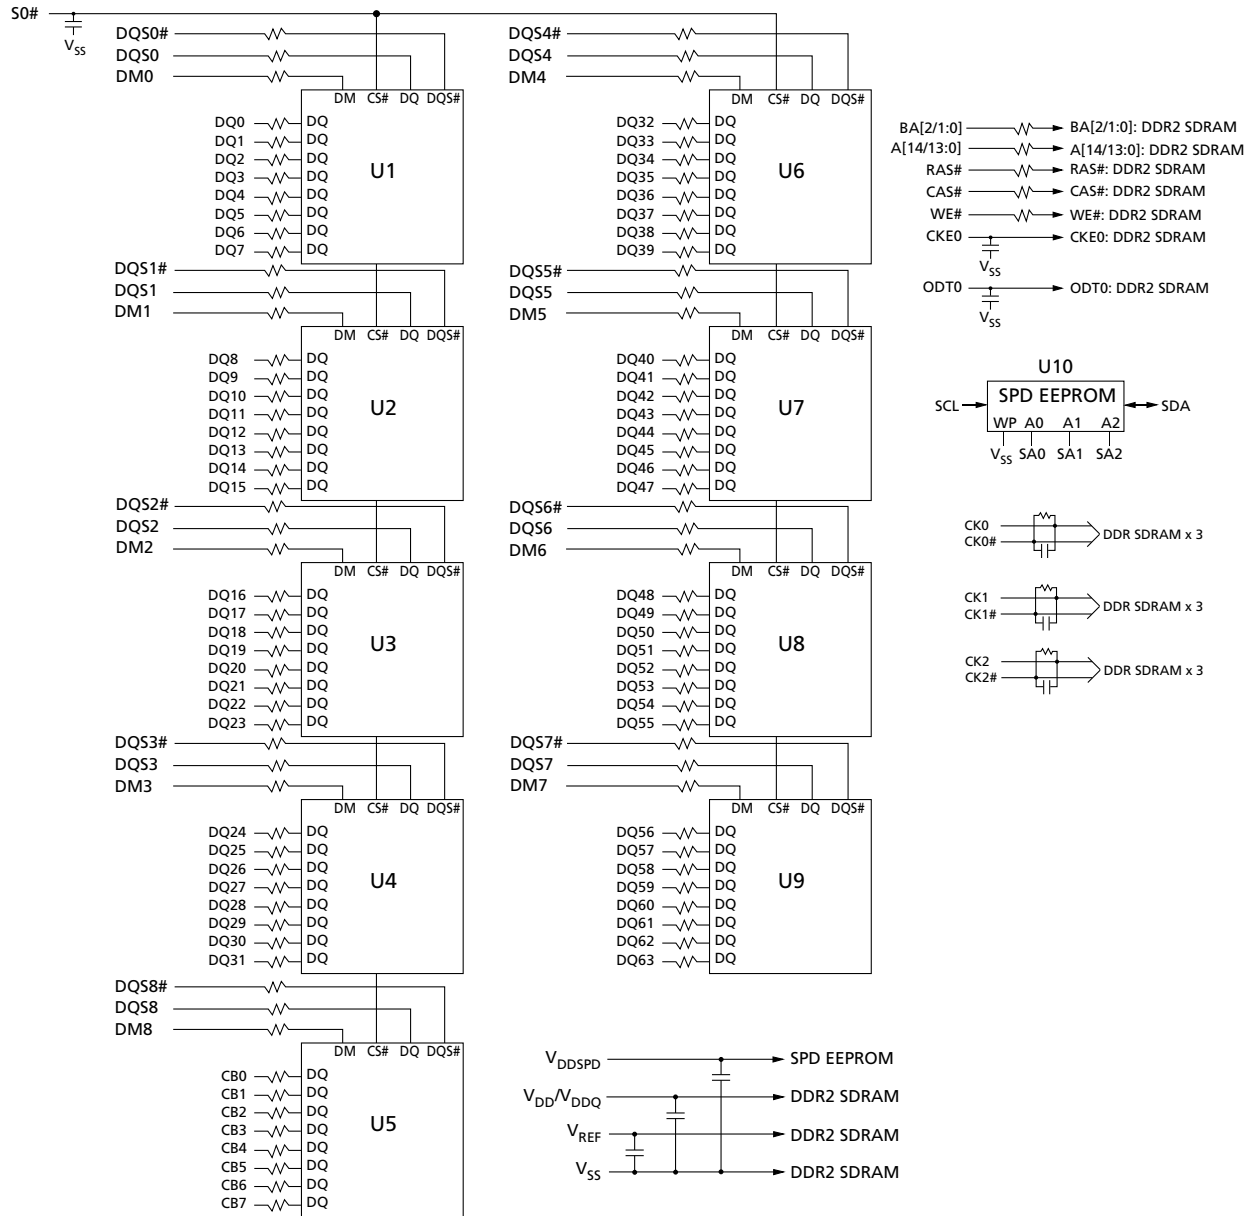 S0#
V_SS
DQS0#
DQS0
DM0
DM CS# DQ DQS#
DQ0 DQ
DQ1 DQ
DQ2 DQ
DQ3 DQ
DQ4 DQ
DQ5 DQ
DQ6 DQ
DQ7 DQ
U1
DQS1#
DQS1
DM1
DM CS# DQ DQS#
DQ8 DQ
DQ9 DQ
DQ10 DQ
DQ11 DQ
DQ12 DQ
DQ13 DQ
DQ14 DQ
DQ15 DQ
U2
DQS2#
DQS2
DM2
DM CS# DQ DQS#
DQ16 DQ
DQ17 DQ
DQ18 DQ
DQ19 DQ
DQ20 DQ
DQ21 DQ
DQ22 DQ
DQ23 DQ
U3
DQS3#
DQS3
DM3
DM CS# DQ DQS#
DQ24 DQ
DQ25 DQ
DQ26 DQ
DQ27 DQ
DQ28 DQ
DQ29 DQ
DQ30 DQ
DQ31 DQ
U4
DQS8#
DQS8
DM8
DM CS# DQ DQS#
CB0 DQ
CB1 DQ
CB2 DQ
CB3 DQ
CB4 DQ
CB5 DQ
CB6 DQ
CB7 DQ
U5
DQS4#
DQS4
DM4
DM CS# DQ DQS#
DQ32 DQ
DQ33 DQ
DQ34 DQ
DQ35 DQ
DQ36 DQ
DQ37 DQ
DQ38 DQ
DQ39 DQ
U6
DQS5#
DQS5
DM5
DM CS# DQ DQS#
DQ40 DQ
DQ41 DQ
DQ42 DQ
DQ43 DQ
DQ44 DQ
DQ45 DQ
DQ46 DQ
DQ47 DQ
U7
DQS6#
DQS6
DM6
DM CS# DQ DQS#
DQ48 DQ
DQ49 DQ
DQ50 DQ
DQ51 DQ
DQ52 DQ
DQ53 DQ
DQ54 DQ
DQ55 DQ
U8
DQS7#
DQS7
DM7
DM CS# DQ DQS#
DQ56 DQ
DQ57 DQ
DQ58 DQ
DQ59 DQ
DQ60 DQ
DQ61 DQ
DQ62 DQ
DQ63 DQ
U9
BA[2/1:0] BA[2/1:0]: DDR2 SDRAM
A[14/13:0] A[14/13:0]: DDR2 SDRAM
RAS# RAS#: DDR2 SDRAM
CAS# CAS#: DDR2 SDRAM
WE# WE#: DDR2 SDRAM
CKE0 CKE0: DDR2 SDRAM
V_SS
ODT0 ODT0: DDR2 SDRAM
V_SS
U10
SCL SPD EEPROM SDA
WP A0 A1 A2
V_SS SA0 SA1 SA2
CK0
CK0#
DDR SDRAM x 3
CK1
CK1#
DDR SDRAM x 3
CK2
CK2#
DDR SDRAM x 3
V_DDSPD SPD EEPROM
V_DD/V_DDQ DDR2 SDRAM
V_REF DDR2 SDRAM
V_SS DDR2 SDRAM